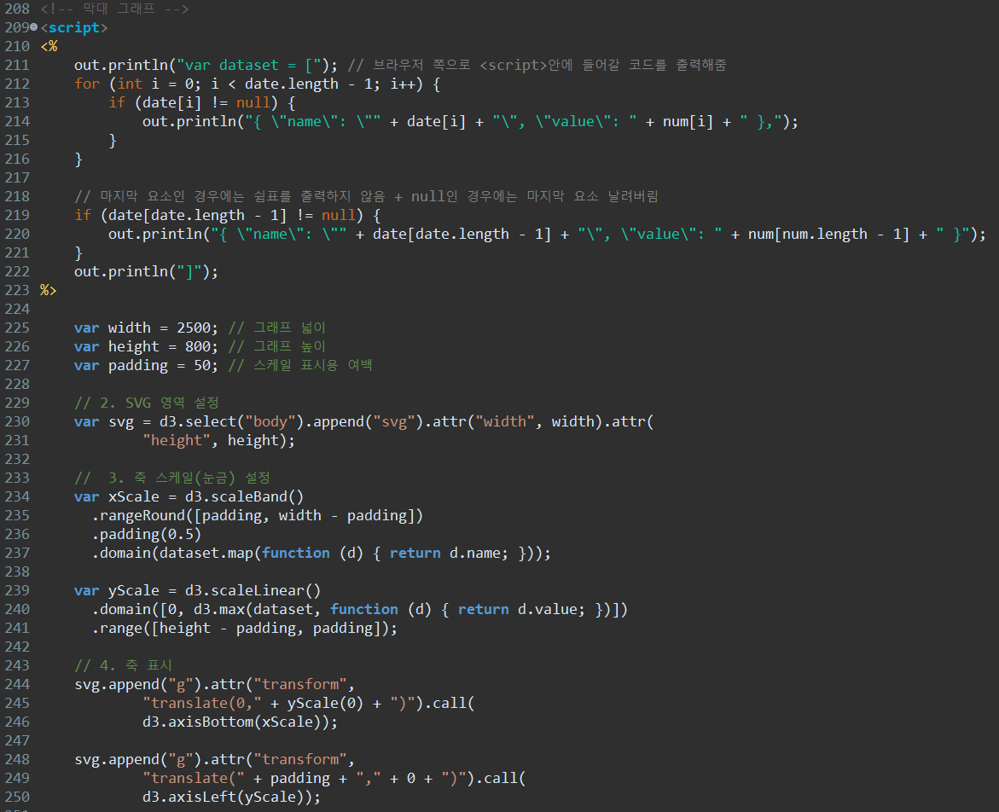 208 <!-- 막대 그래프 -->
209 <script>
210 <%
211     out.println("var dataset = ["); // 브라우저 쪽으로 <script>안에 들어갈 코드를 출력해줌
212     for (int i = 0; i < date.length - 1; i++) {
213         if (date[i] != null) {
214             out.println("{ \"name\": \"" + date[i] + "\", \"value\": " + num[i] + " },");
215         }
216     }
217
218     // 마지막 요소인 경우에는 쉼표를 출력하지 않음 + null인 경우에는 마지막 요소 날려버림
219     if (date[date.length - 1] != null) {
220         out.println("{ \"name\": \"" + date[date.length - 1] + "\", \"value\": " + num[num.length - 1] + " }");
221     }
222     out.println("]");
223 %>
224
225     var width = 2500; // 그래프 넓이
226     var height = 800; // 그래프 높이
227     var padding = 50; // 스케일 표시용 여백
228
229     // 2. SVG 영역 설정
230     var svg = d3.select("body").append("svg").attr("width", width).attr(
231             "height", height);
232
233     //  3. 축 스케일(눈금) 설정
234     var xScale = d3.scaleBand()
235       .rangeRound([padding, width - padding])
236       .padding(0.5)
237       .domain(dataset.map(function (d) { return d.name; }));
238
239     var yScale = d3.scaleLinear()
240       .domain([0, d3.max(dataset, function (d) { return d.value; })])
241       .range([height - padding, padding]);
242
243     // 4. 축 표시
244     svg.append("g").attr("transform",
245             "translate(0," + yScale(0) + ")").call(
246             d3.axisBottom(xScale));
247
248     svg.append("g").attr("transform",
249             "translate(" + padding + "," + 0 + ")").call(
250             d3.axisLeft(yScale));